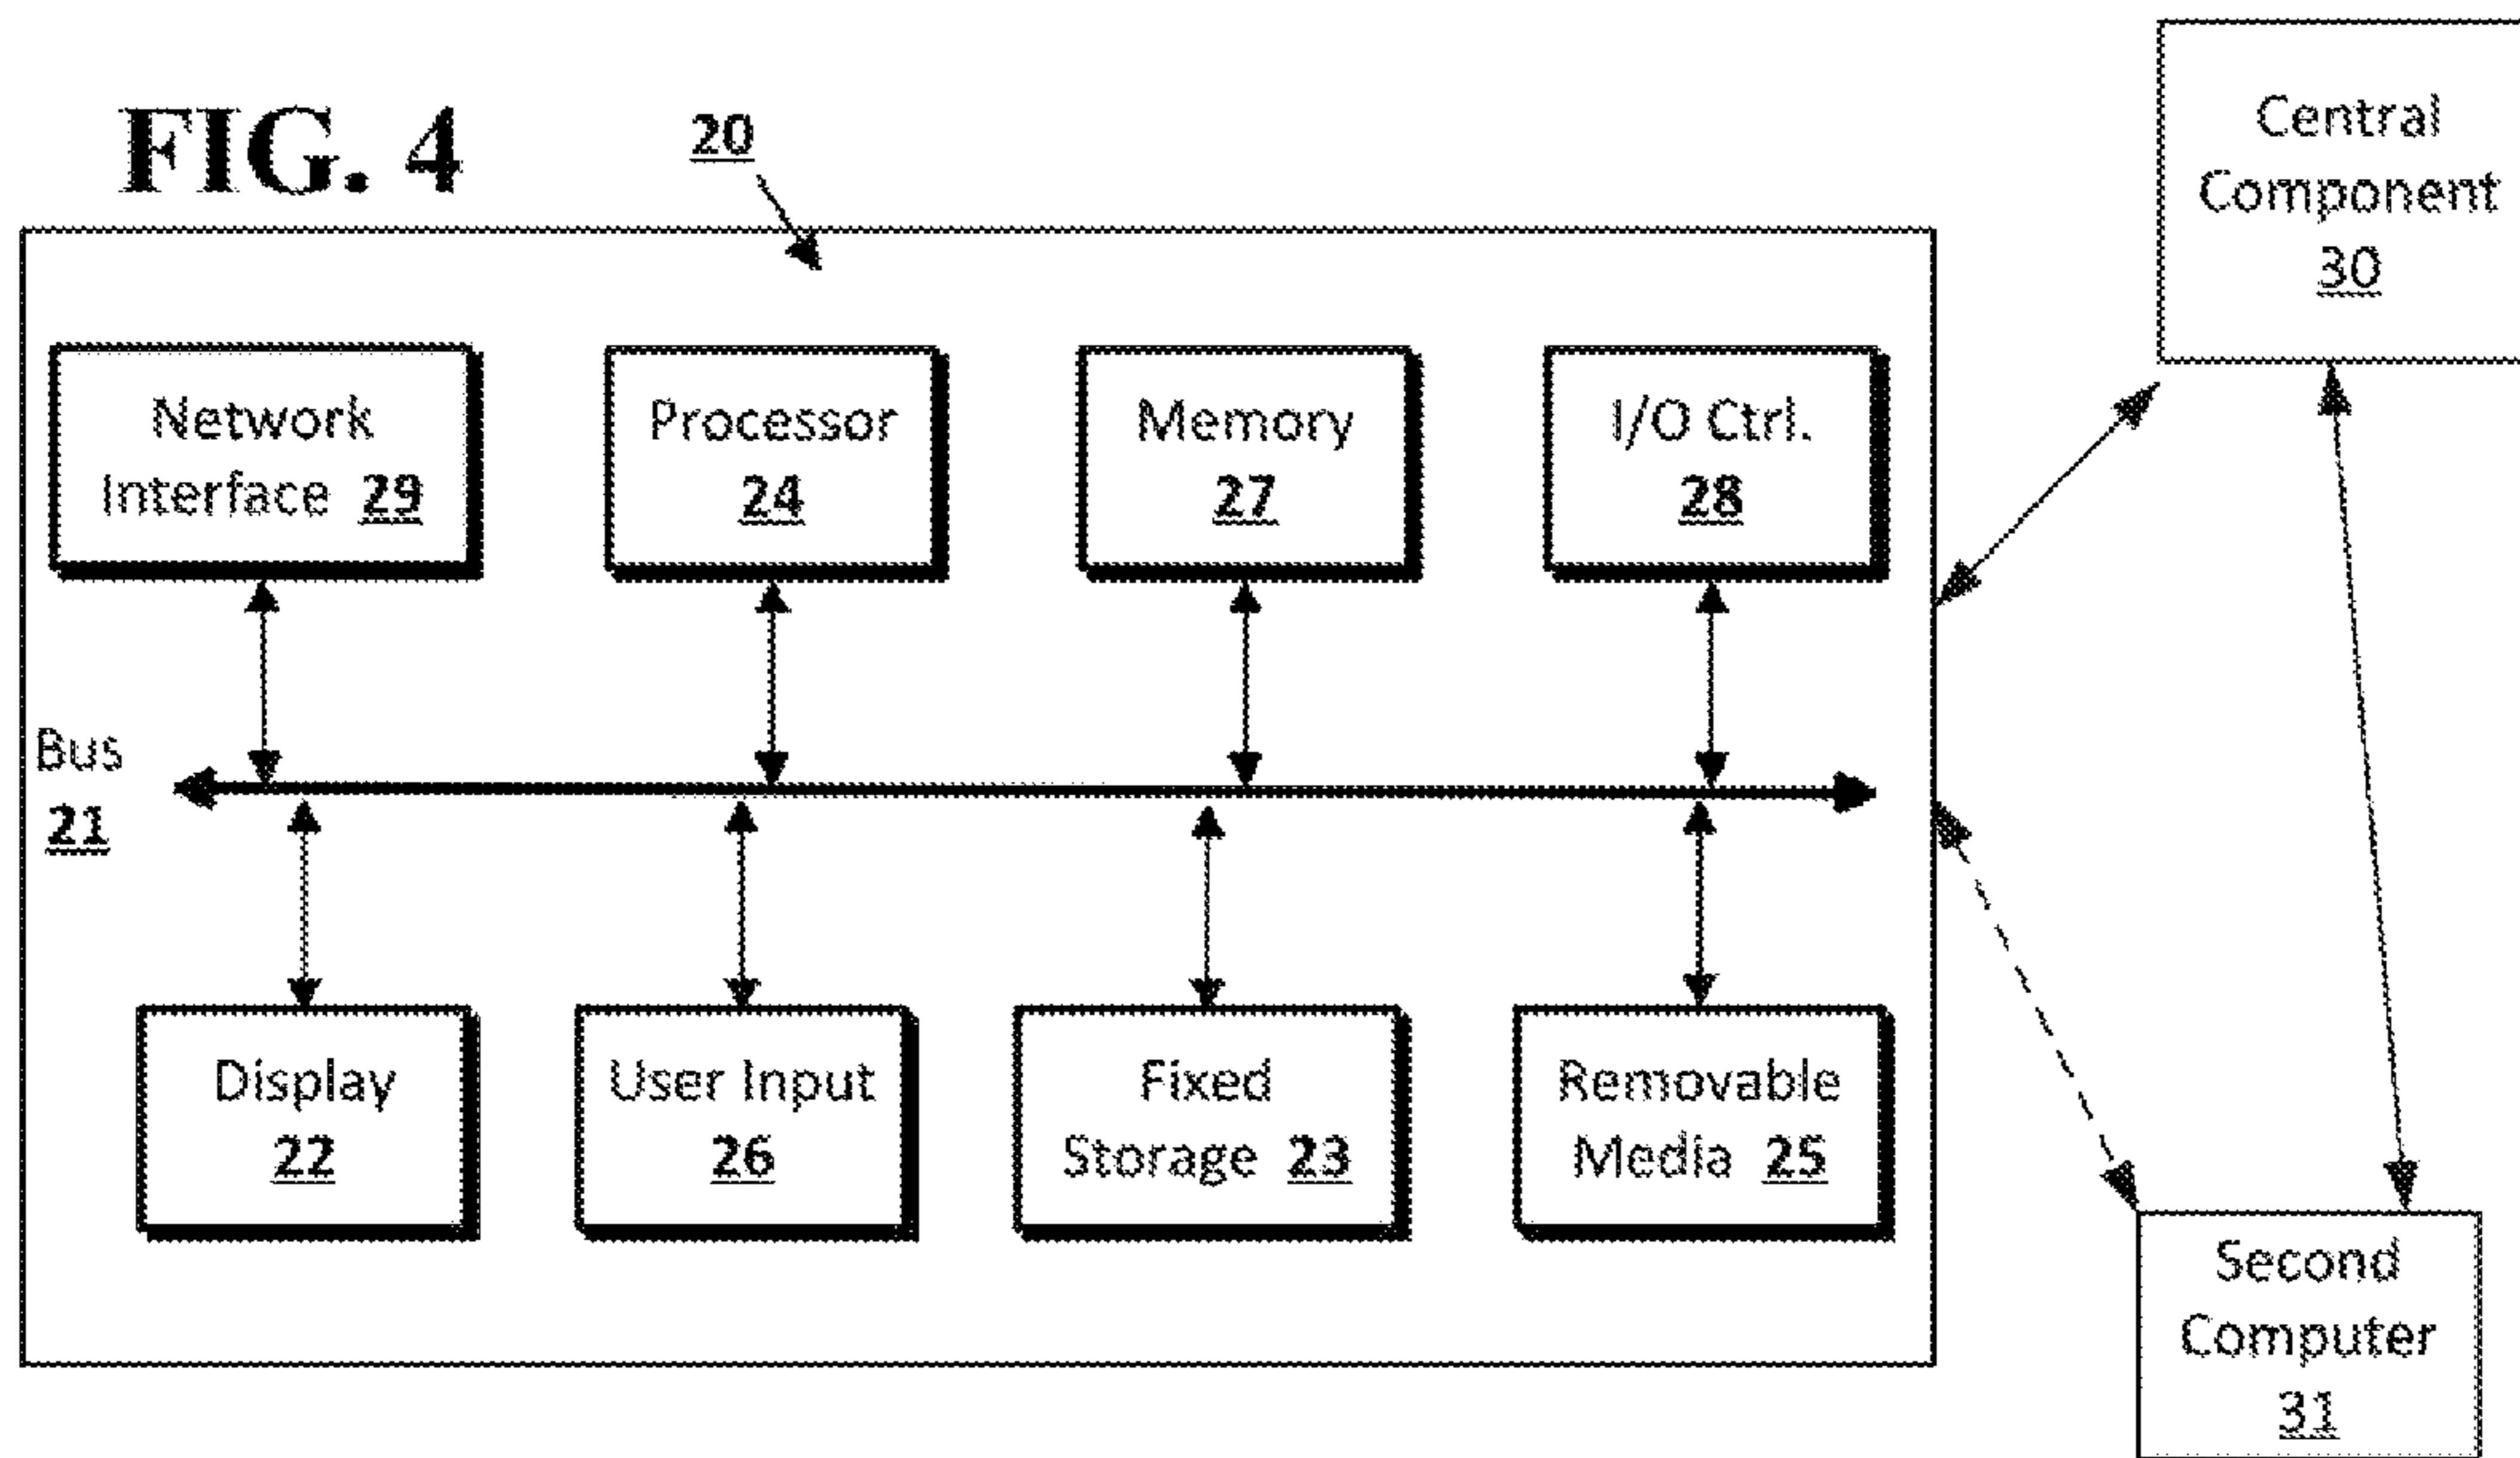 FIG. 4
20
Central
Component
30
Network
Interface 29
Processor
24
Memory
27
I/O Ctrl.
28
Bus
21
Display
22
User Input
26
Fixed
Storage 23
Removable
Media 25
Second
Computer
31